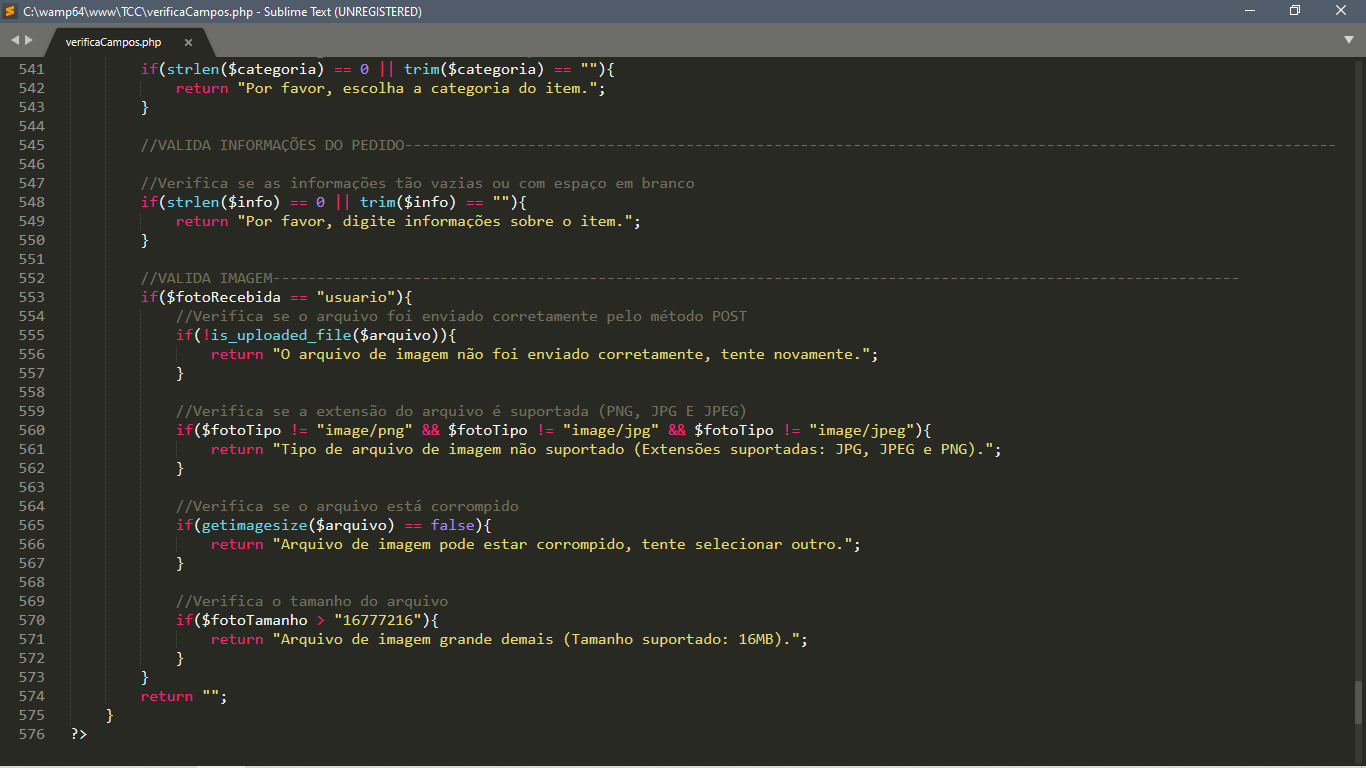 C:\wamp64\www\TCC\verificaCampos.php - Sublime Text (UNREGISTERED)
verificaCampos.php
541 if(strlen($categoria) == 0 || trim($categoria) == ""){
542 return "Por favor, escolha a categoria do item.";
543 }
544
545 //VALIDA INFORMAÇÕES DO PEDIDO----------------------------------------------------------------------------------------------------------
546
547 //Verifica se as informações tão vazias ou com espaço em branco
548 if(strlen($info) == 0 || trim($info) == ""){
549 return "Por favor, digite informações sobre o item.";
550 }
551
552 //VALIDA IMAGEM--------------------------------------------------------------------------------------------------------------
553 if($fotoRecebida == "usuario"){
554 //Verifica se o arquivo foi enviado corretamente pelo método POST
555 if(!is_uploaded_file($arquivo)){
556 return "O arquivo de imagem não foi enviado corretamente, tente novamente.";
557 }
558
559 //Verifica se a extensão do arquivo é suportada (PNG, JPG E JPEG)
560 if($fotoTipo != "image/png" && $fotoTipo != "image/jpg" && $fotoTipo != "image/jpeg"){
561 return "Tipo de arquivo de imagem não suportado (Extensões suportadas: JPG, JPEG e PNG).";
562 }
563
564 //Verifica se o arquivo está corrompido
565 if(getimagesize($arquivo) == false){
566 return "Arquivo de imagem pode estar corrompido, tente selecionar outro.";
567 }
568
569 //Verifica o tamanho do arquivo
570 if($fotoTamanho > "16777216"){
571 return "Arquivo de imagem grande demais (Tamanho suportado: 16MB).";
572 }
573 }
574 return "";
575 }
576 ?>